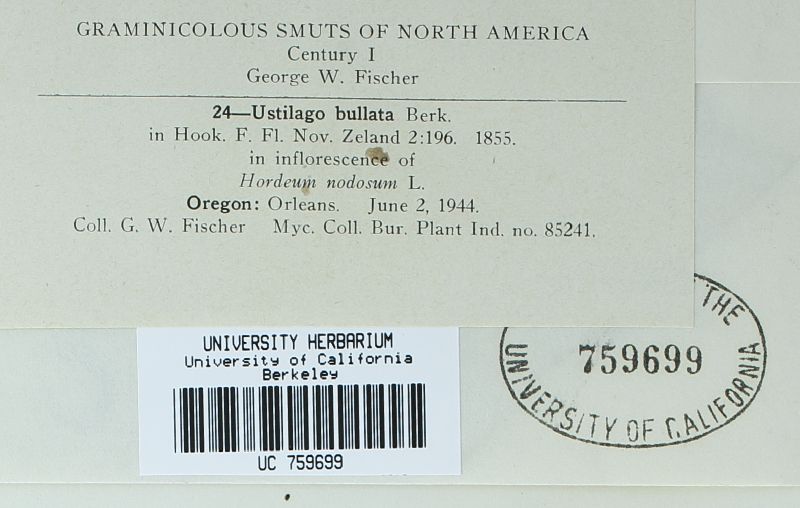 GRAMINICOLOUS SMUTS OF NORTH AMERICA
Century I
George W. Fischer
24—Ustilago bullata Berk.
in Hook. F. Fl. Nov. Zeland 2:196. 1855.
in inflorescence of
Hordeum nodosum L.
Oregon: Orleans. June 2, 1944.
Coll. G. W. Fischer Myc. Coll. Bur. Plant Ind. no. 85241.
UNIVERSITY HERBARIUM
University of California
Berkeley
UC 759699
THE
759699
UNIVERSITY OF CALIFORNIA